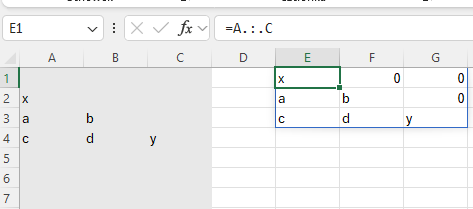 E1 fx =A.:.C
A B C D E F G
1 x 0 0
2 x a b 0
3 a b c d y
4 c d y
5
6
7